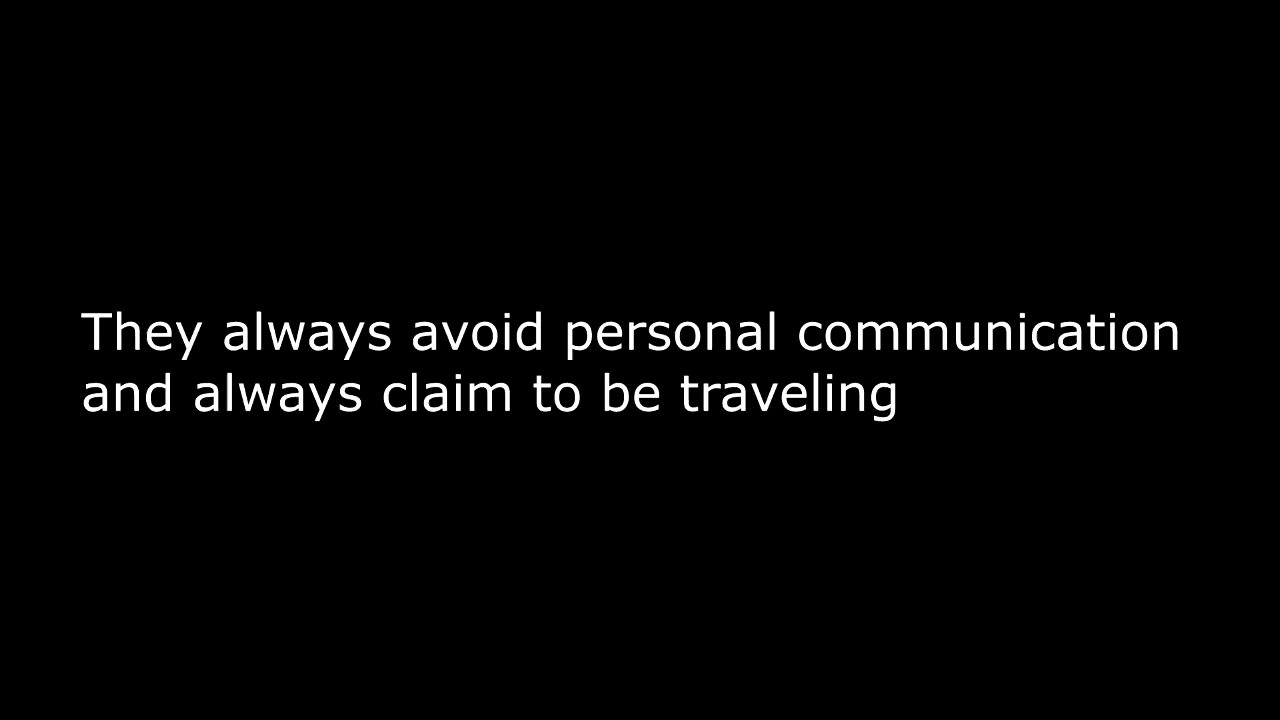 They always avoid personal communication
and always claim to be traveling